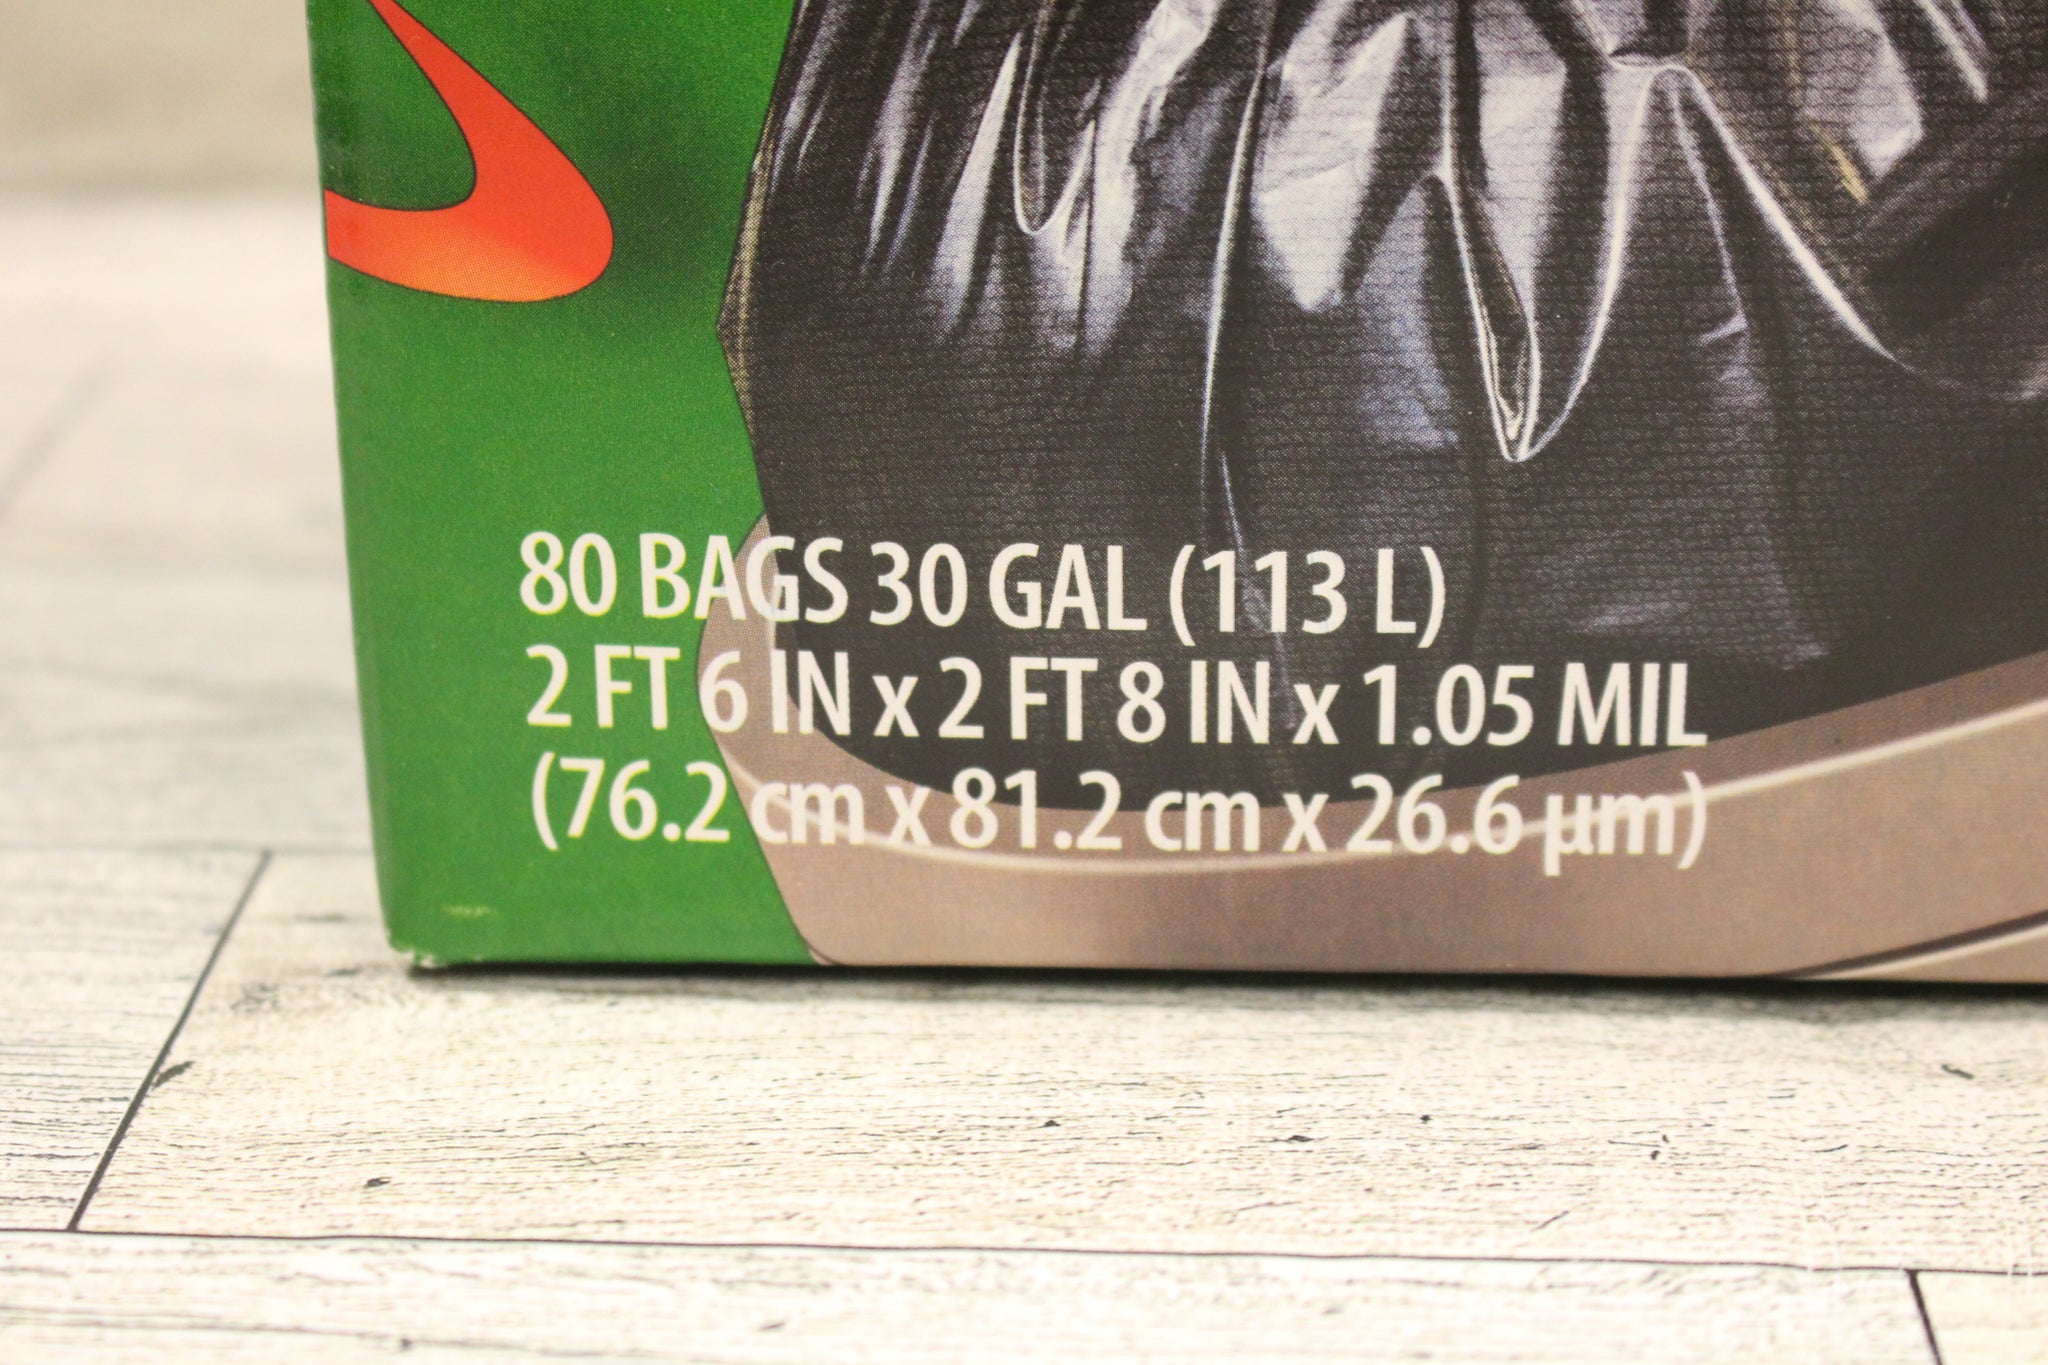 80 BAGS 30 GAL (113 L)
2 FT 6 IN x 2 FT 8 IN x 1.05 MIL
(76.2 cm x 81.2 cm x 26.6 µm)